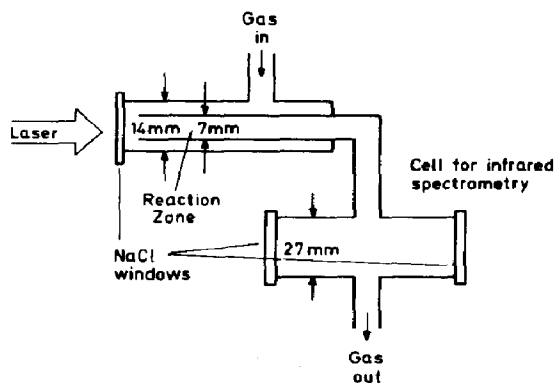 Gas
in
Laser
14mm
7mm
Reaction
Zone
Cell for infrared
spectrometry
NaCl
windows
27mm
Gas
out